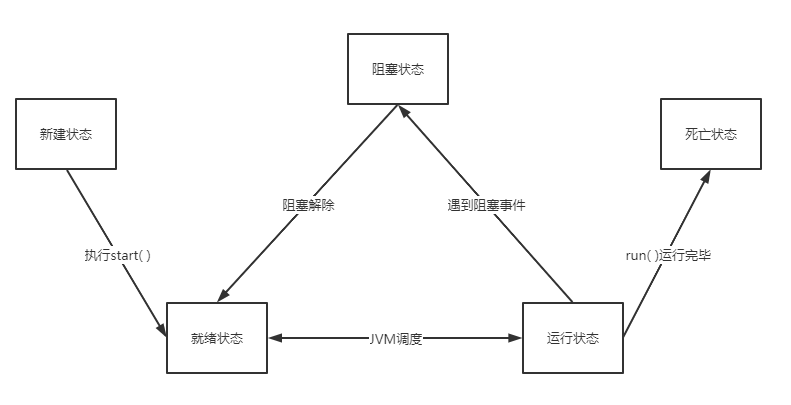 阻塞状态
新建状态
死亡状态
阻塞解除
遇到阻塞事件
执行start( )
run( )运行完毕
就绪状态
JVM调度
运行状态